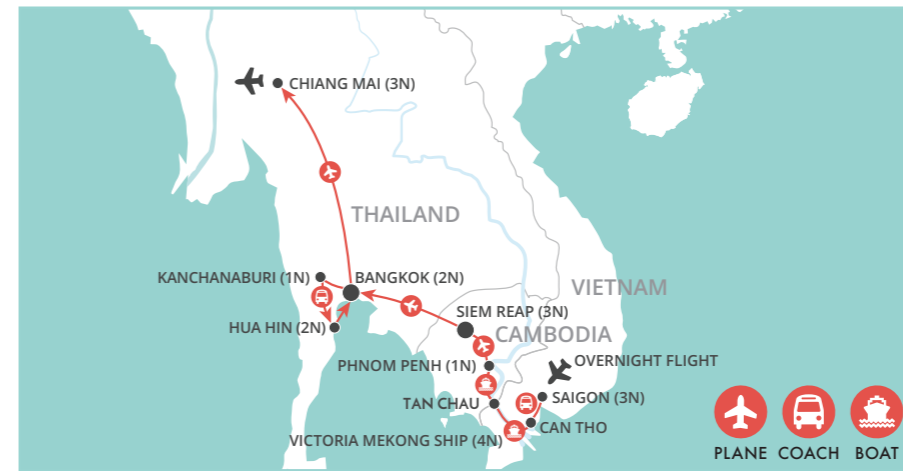 CHIANG MAI (3N)
THAILAND
KANCHANABURI (1N)
BANGKOK (2N)
VIETNAM
SIEM REAP (3N)
HUA HIN (2N)
CAMBODIA
PHNOM PENH (1N)
OVERNIGHT FLIGHT
TAN CHAU
SAIGON (3N)
CAN THO
VICTORIA MEKONG SHIP (4N)
PLANE COACH BOAT